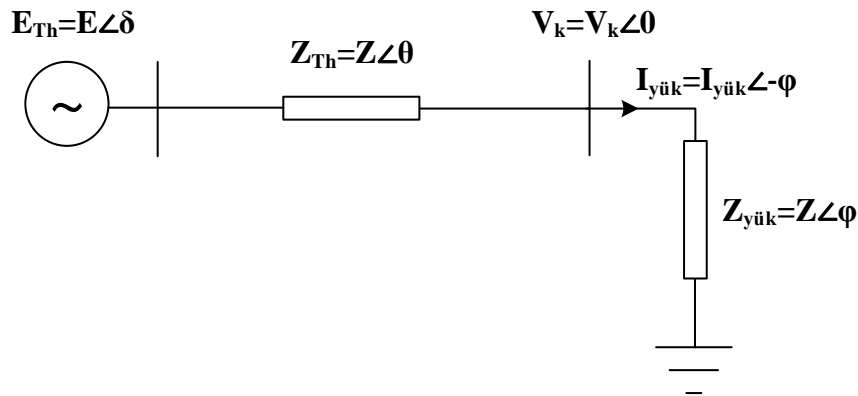 E_Th=E∠δ
Z_Th=Z∠θ
V_k=V_k∠0
I_yük=I_yük∠-φ
~
Z_yük=Z∠φ